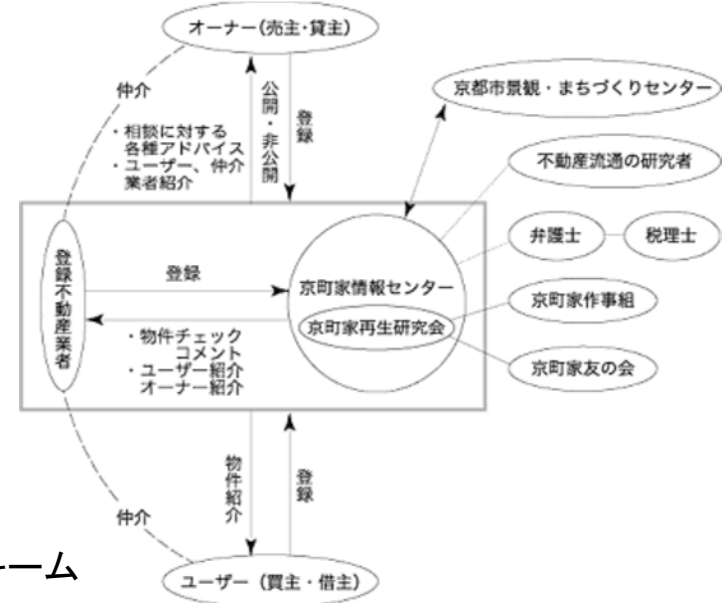 オーナー(売主・貸主)
仲介
・相談に対する
各種アドバイス
・ユーザー、仲介
業者紹介
公開・非公開
登録
京都市景観・まちづくりセンター
不動産流通の研究者
弁護士
税理士
登録不動産業者
登録
京町家情報センター
京町家再生研究会
京町家作事組
京町家友の会
・物件チェック
コメント
・ユーザー紹介
オーナー紹介
物件紹介
登録
仲介
ユーザー(買主・借主)
ーム